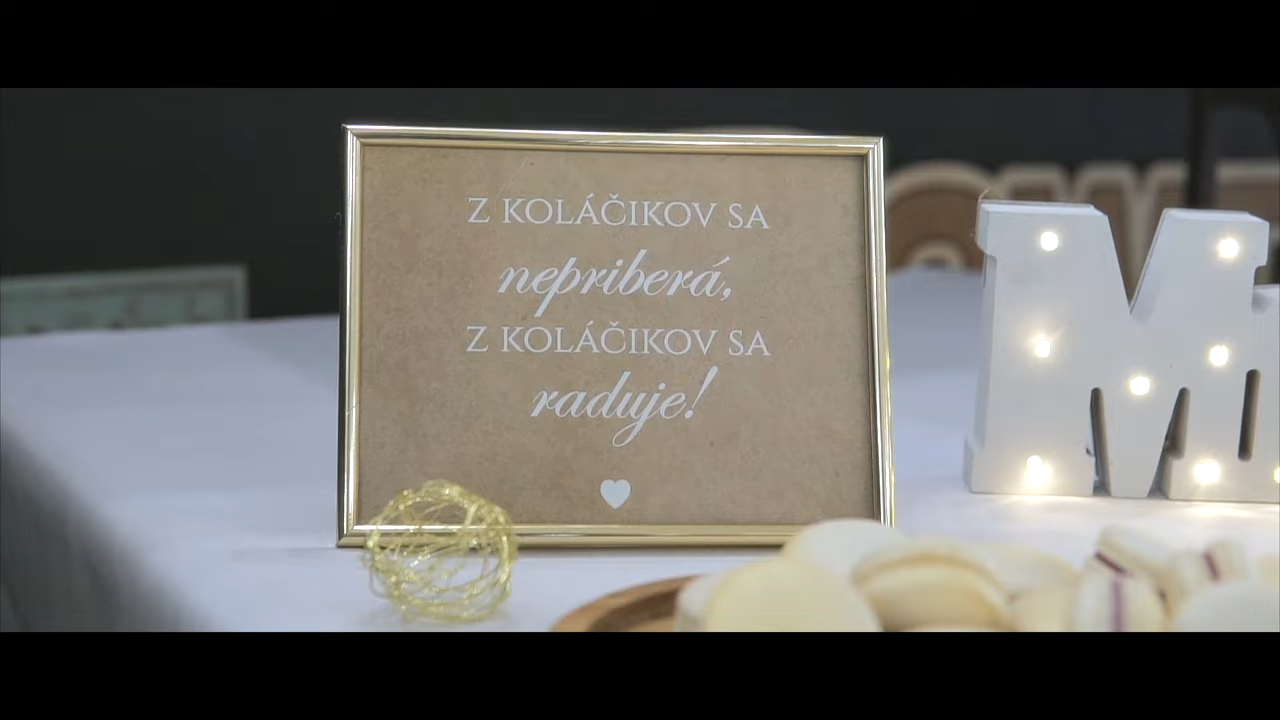 Z KOLÁČIKOV SA
nepriberá,
Z KOLÁČIKOV SA
raduje!
M